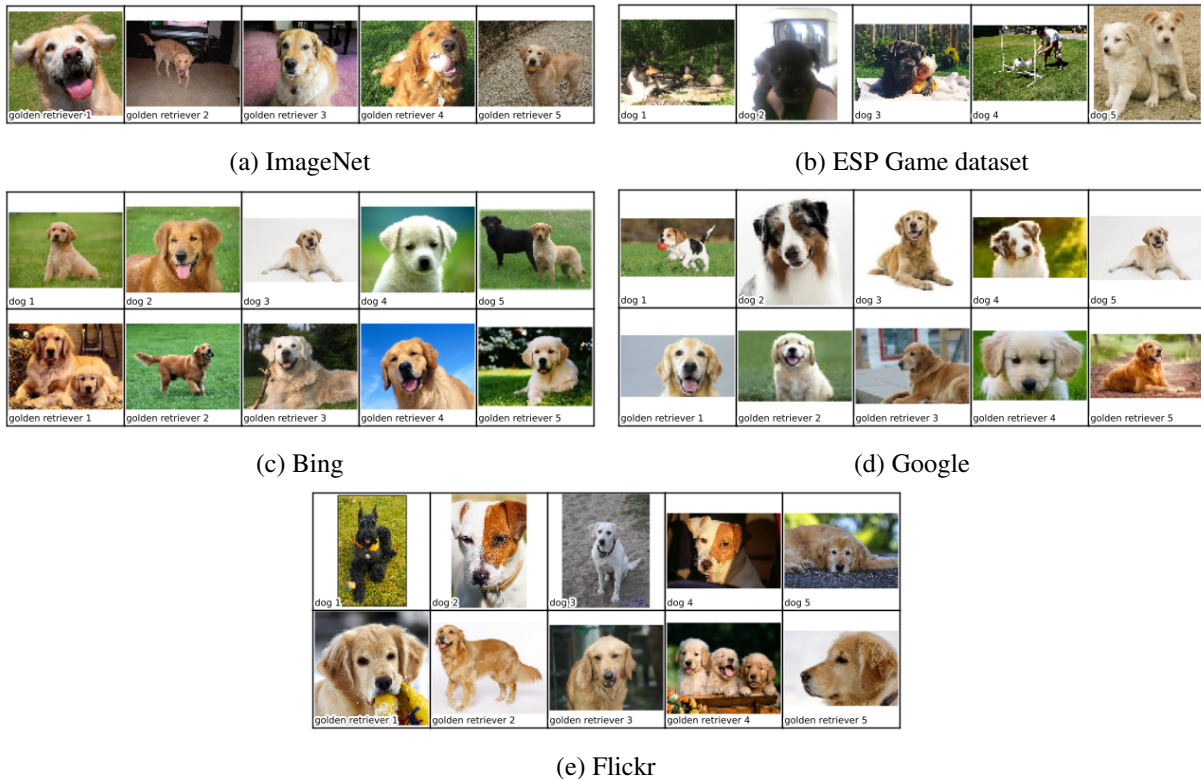 golden retriever 1 golden retriever 2 golden retriever 3 golden retriever 4 golden retriever 5
dog 1 dog 2 dog 3 dog 4 dog 5
(a) ImageNet
(b) ESP Game dataset
dog 1 dog 2 dog 3 dog 4 dog 5
golden retriever 1 golden retriever 2 golden retriever 3 golden retriever 4 golden retriever 5
dog 1 dog 2 dog 3 dog 4 dog 5
golden retriever 1 golden retriever 2 golden retriever 3 golden retriever 4 golden retriever 5
(c) Bing
(d) Google
dog 1 dog 2 dog 3 dog 4 dog 5
golden retriever 1 golden retriever 2 golden retriever 3 golden retriever 4 golden retriever 5
(e) Flickr